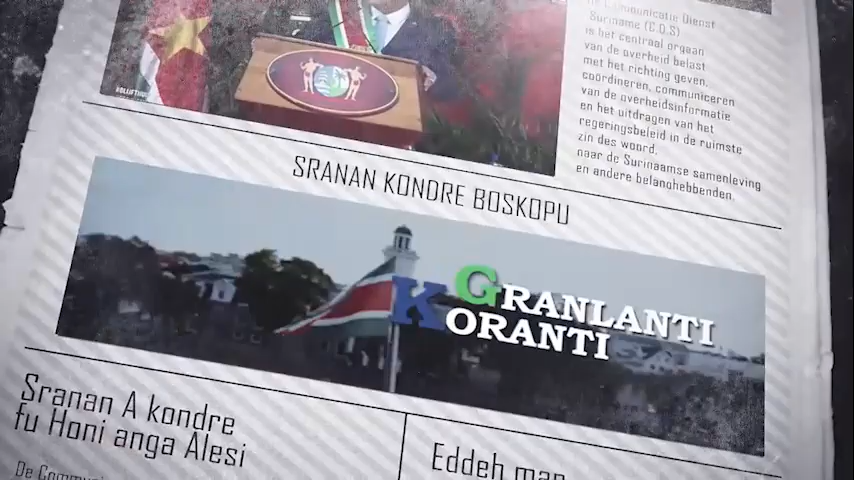 Communicatie Dienst
Suriname (C.D.S)
is het centraal orgaan
van de overheid belast
met het richting geven,
coördineren, communiceren
van de overheidsinformatie
en het uitdragen van het
regeringsbeleid in de ruimste
zin des woord,
naar de Surinaamse samenleving
en andere belanghebbenden.
SRANAN KONDRE BOSKOPU
GRANLANTI
KORANTI
Sranan A kondre
fu Honi anga Alesi
Eddeh man
De